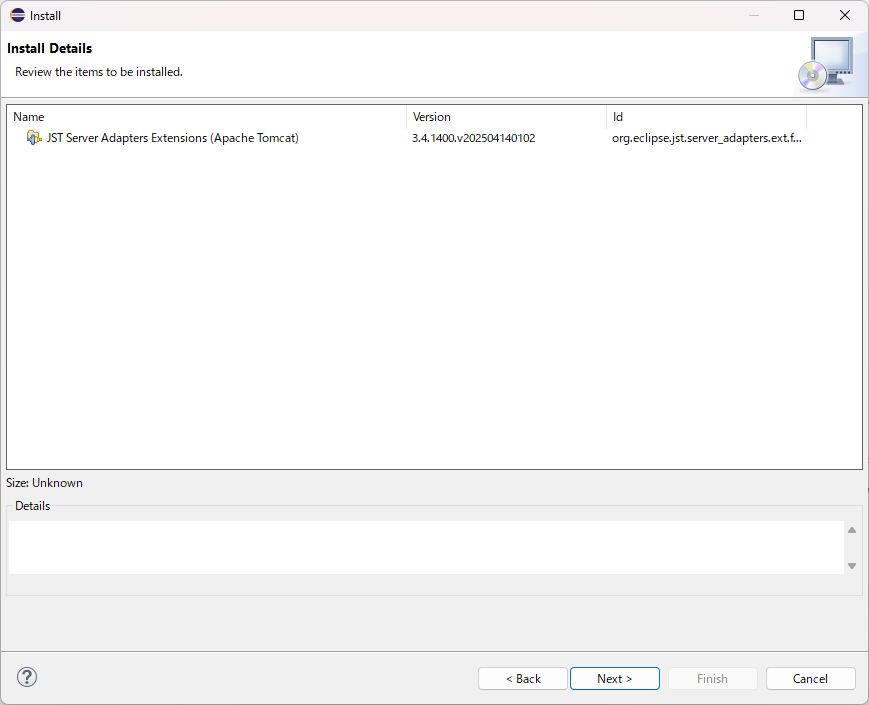 Install
Install Details
Review the items to be installed.
Name Version Id
JST Server Adapters Extensions (Apache Tomcat) 3.4.1400.v202504140102 org.eclipse.jst.server_adapters.ext.f...
Size: Unknown
Details
? < Back Next > Finish Cancel